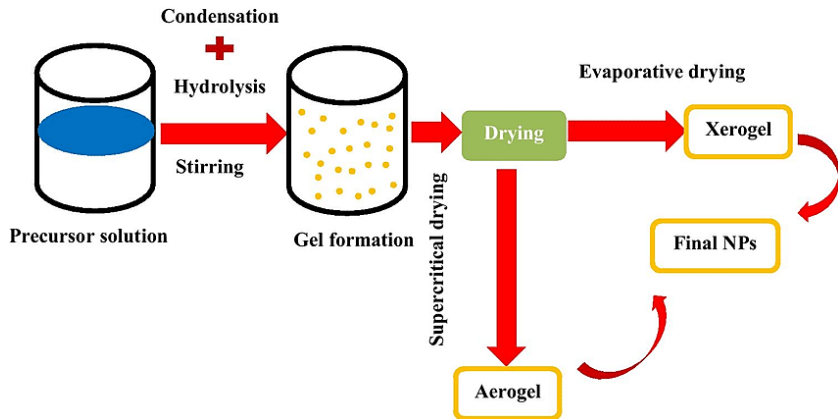 Condensation
Hydrolysis
Stirring
Precursor solution
Gel formation
Drying
Evaporative drying
Xerogel
Supercritical drying
Aerogel
Final NPs